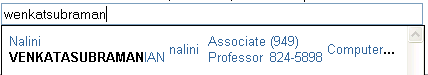 wenkatsubraman
Nalini VENKATASUBRAMANIAN
nalini
Associate Professor
(949) 824-5898
Computer...